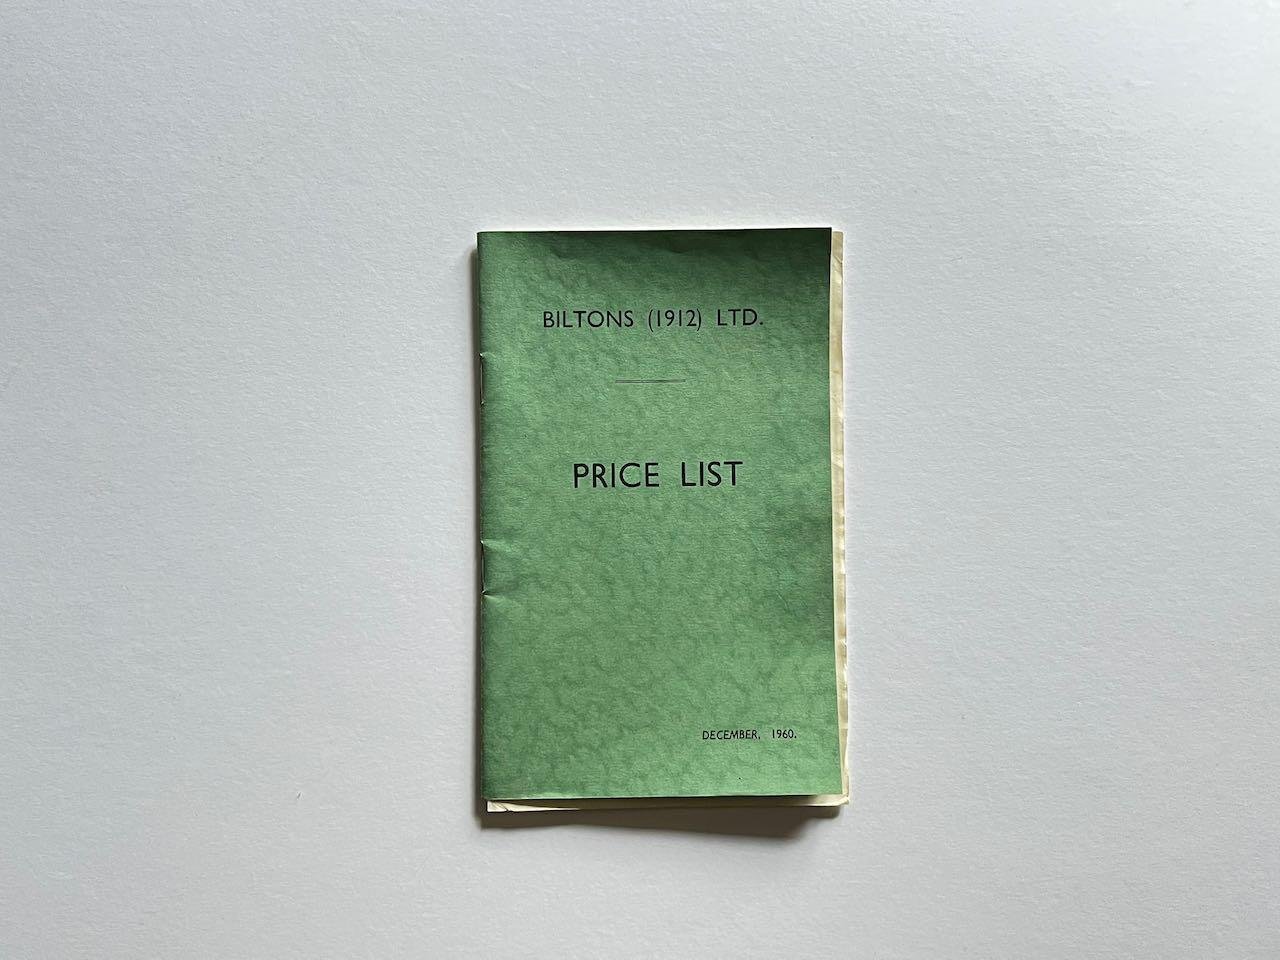 BILTONS (1912) LTD.
PRICE LIST
DECEMBER, 1960.